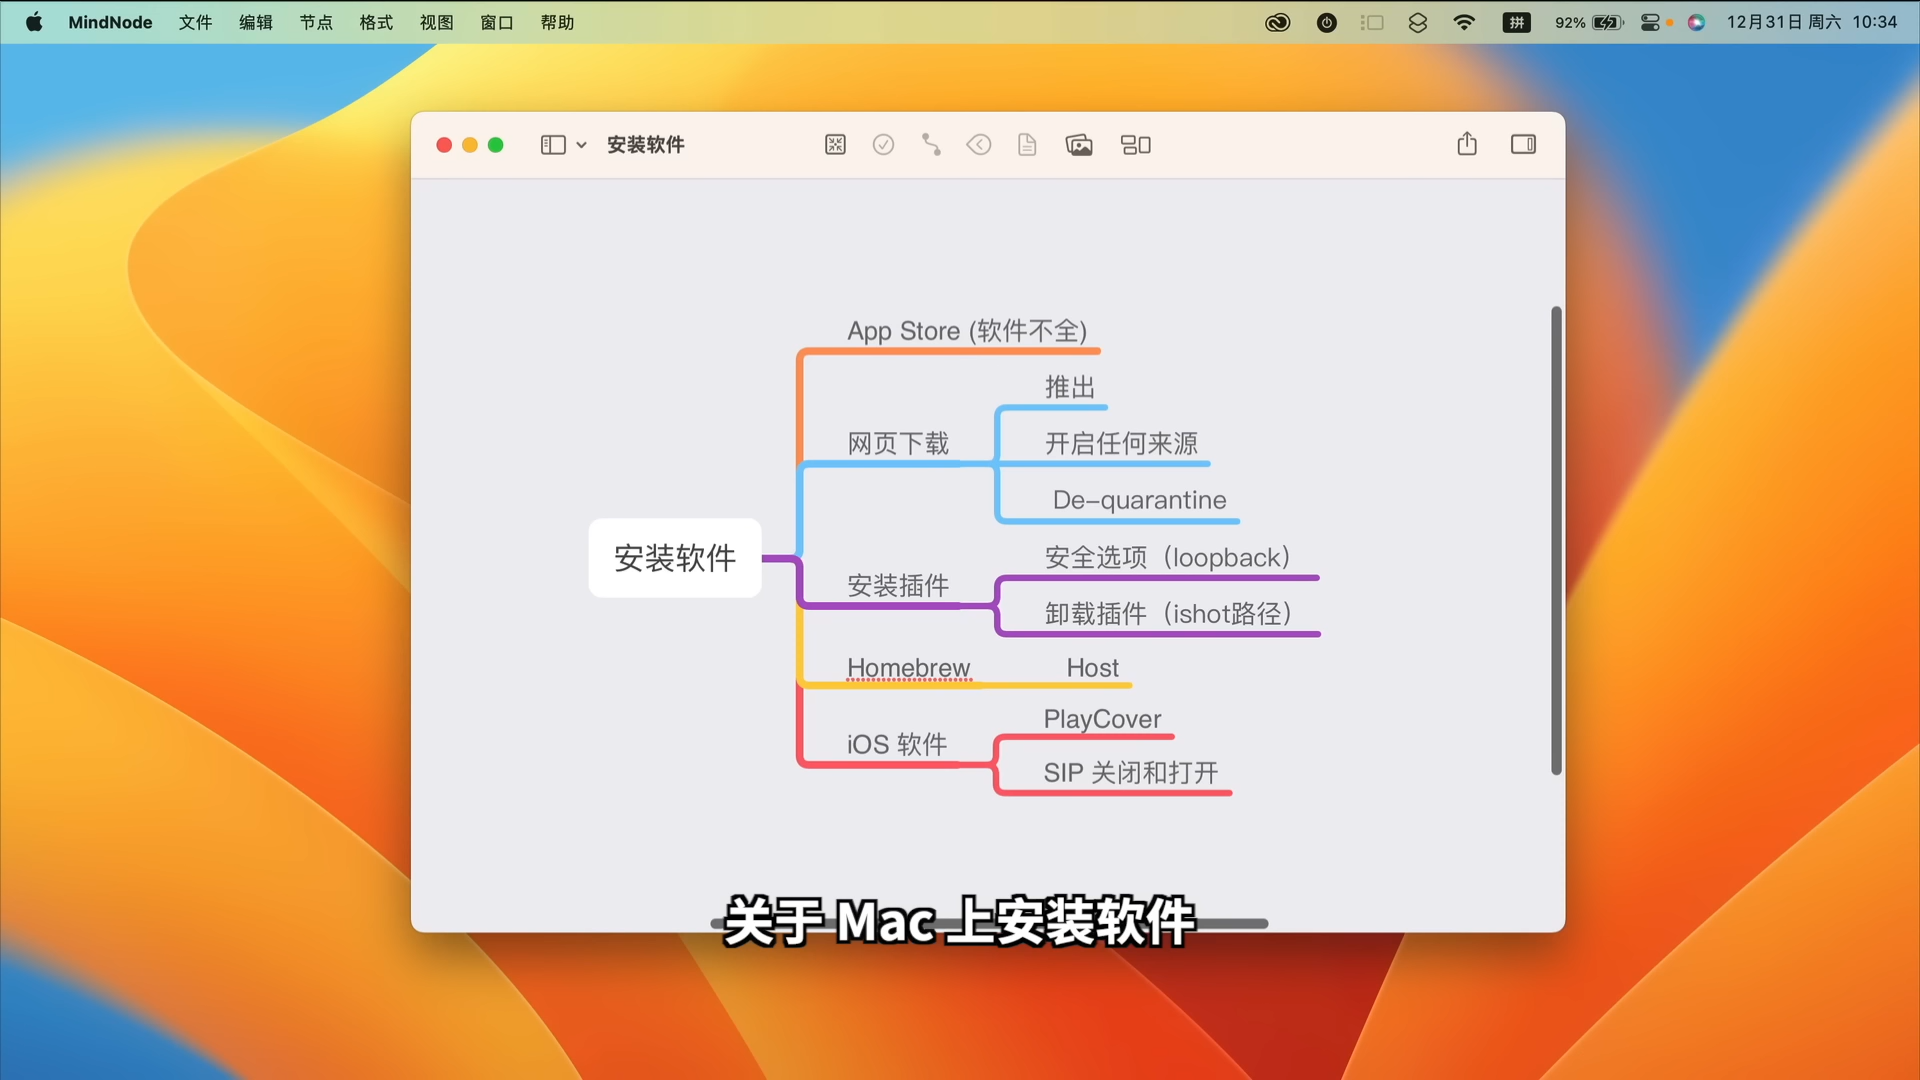 MindNode 文件 编辑 节点 格式 视图 窗口 帮助 拼 92% 12月31日 周六 10:34
安装软件
App Store (软件不全)
推出
网页下载
开启任何来源
De-quarantine
安装软件
安全选项（loopback）
安装插件
卸载插件（ishot路径）
Homebrew
Host
PlayCover
iOS 软件
SIP 关闭和打开
关于 Mac 上安装软件